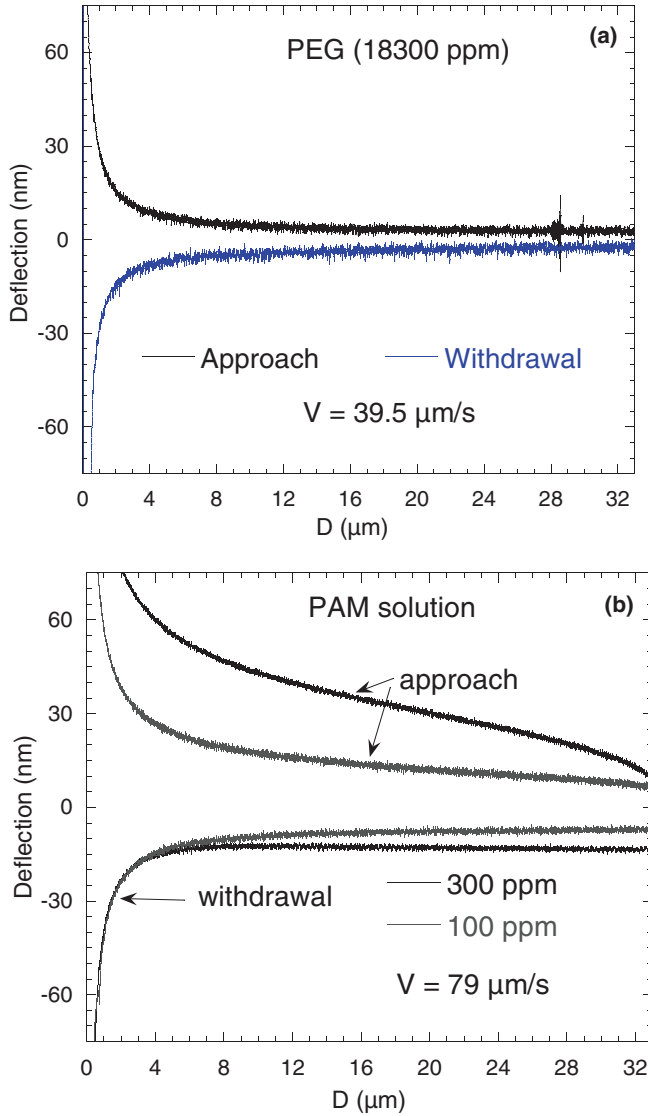 (a)
PEG (18300 ppm)
60
30
0
-30
-60
Deflection (nm)
Approach
Withdrawal
V = 39.5 μm/s
0 4 8 12 16 20 24 28 32
D (μm)
(b)
PAM solution
60
30
0
-30
-60
Deflection (nm)
approach
withdrawal
300 ppm
100 ppm
V = 79 μm/s
0 4 8 12 16 20 24 28 32
D (μm)